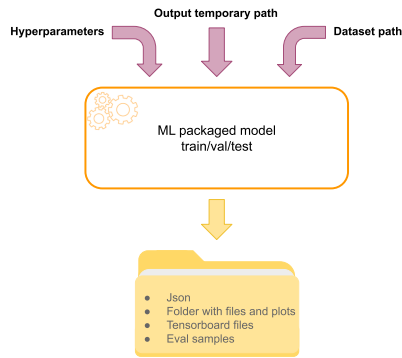 Output temporary path
Hyperparameters
Dataset path
ML packaged model
train/val/test
● Json
● Folder with files and plots
● Tensorboard files
● Eval samples